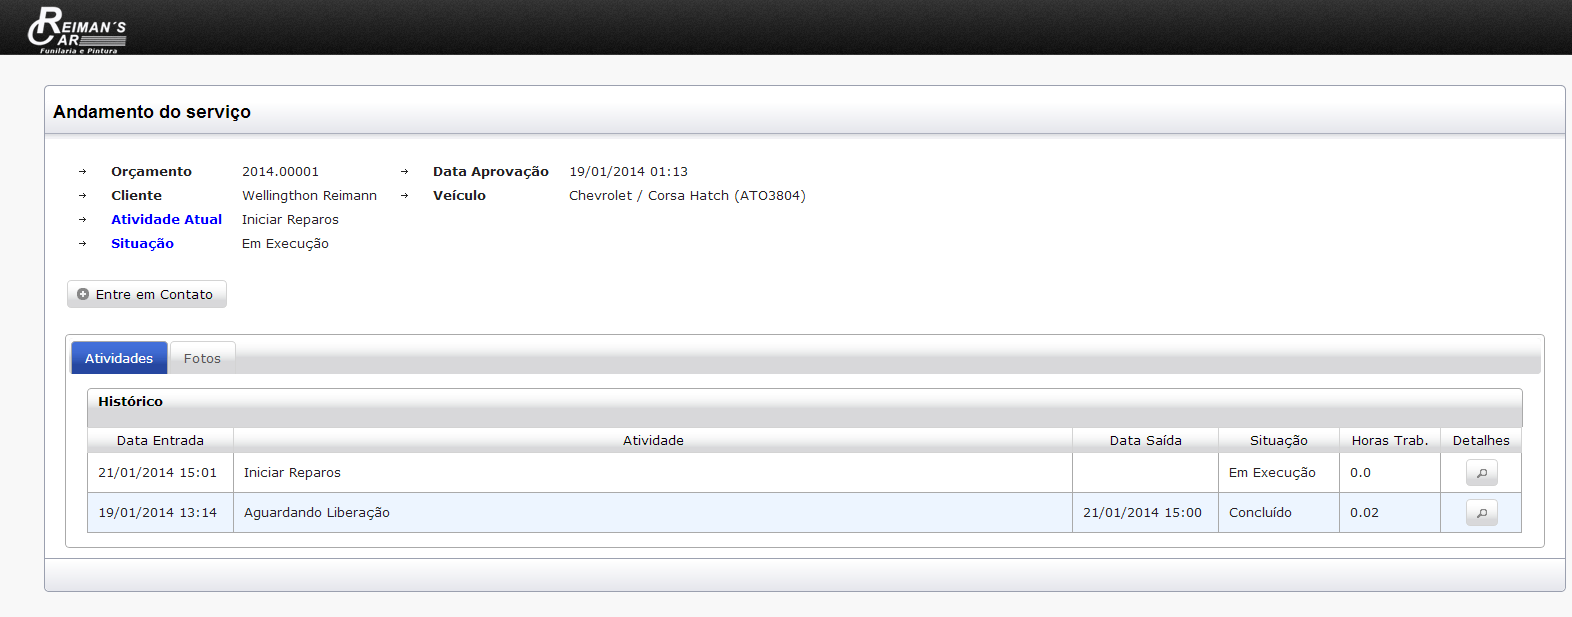 REIMAN´S
CAR
Funilaria e Pintura
Andamento do serviço
Orçamento 2014.00001 Data Aprovação 19/01/2014 01:13
Cliente Wellingthon Reimann Veículo Chevrolet / Corsa Hatch (ATO3804)
Atividade Atual Iniciar Reparos
Situação Em Execução
Entre em Contato
Atividades Fotos
Histórico
Data Entrada Atividade Data Saída Situação Horas Trab. Detalhes
21/01/2014 15:01 Iniciar Reparos Em Execução 0.0
19/01/2014 13:14 Aguardando Liberação 21/01/2014 15:00 Concluído 0.02